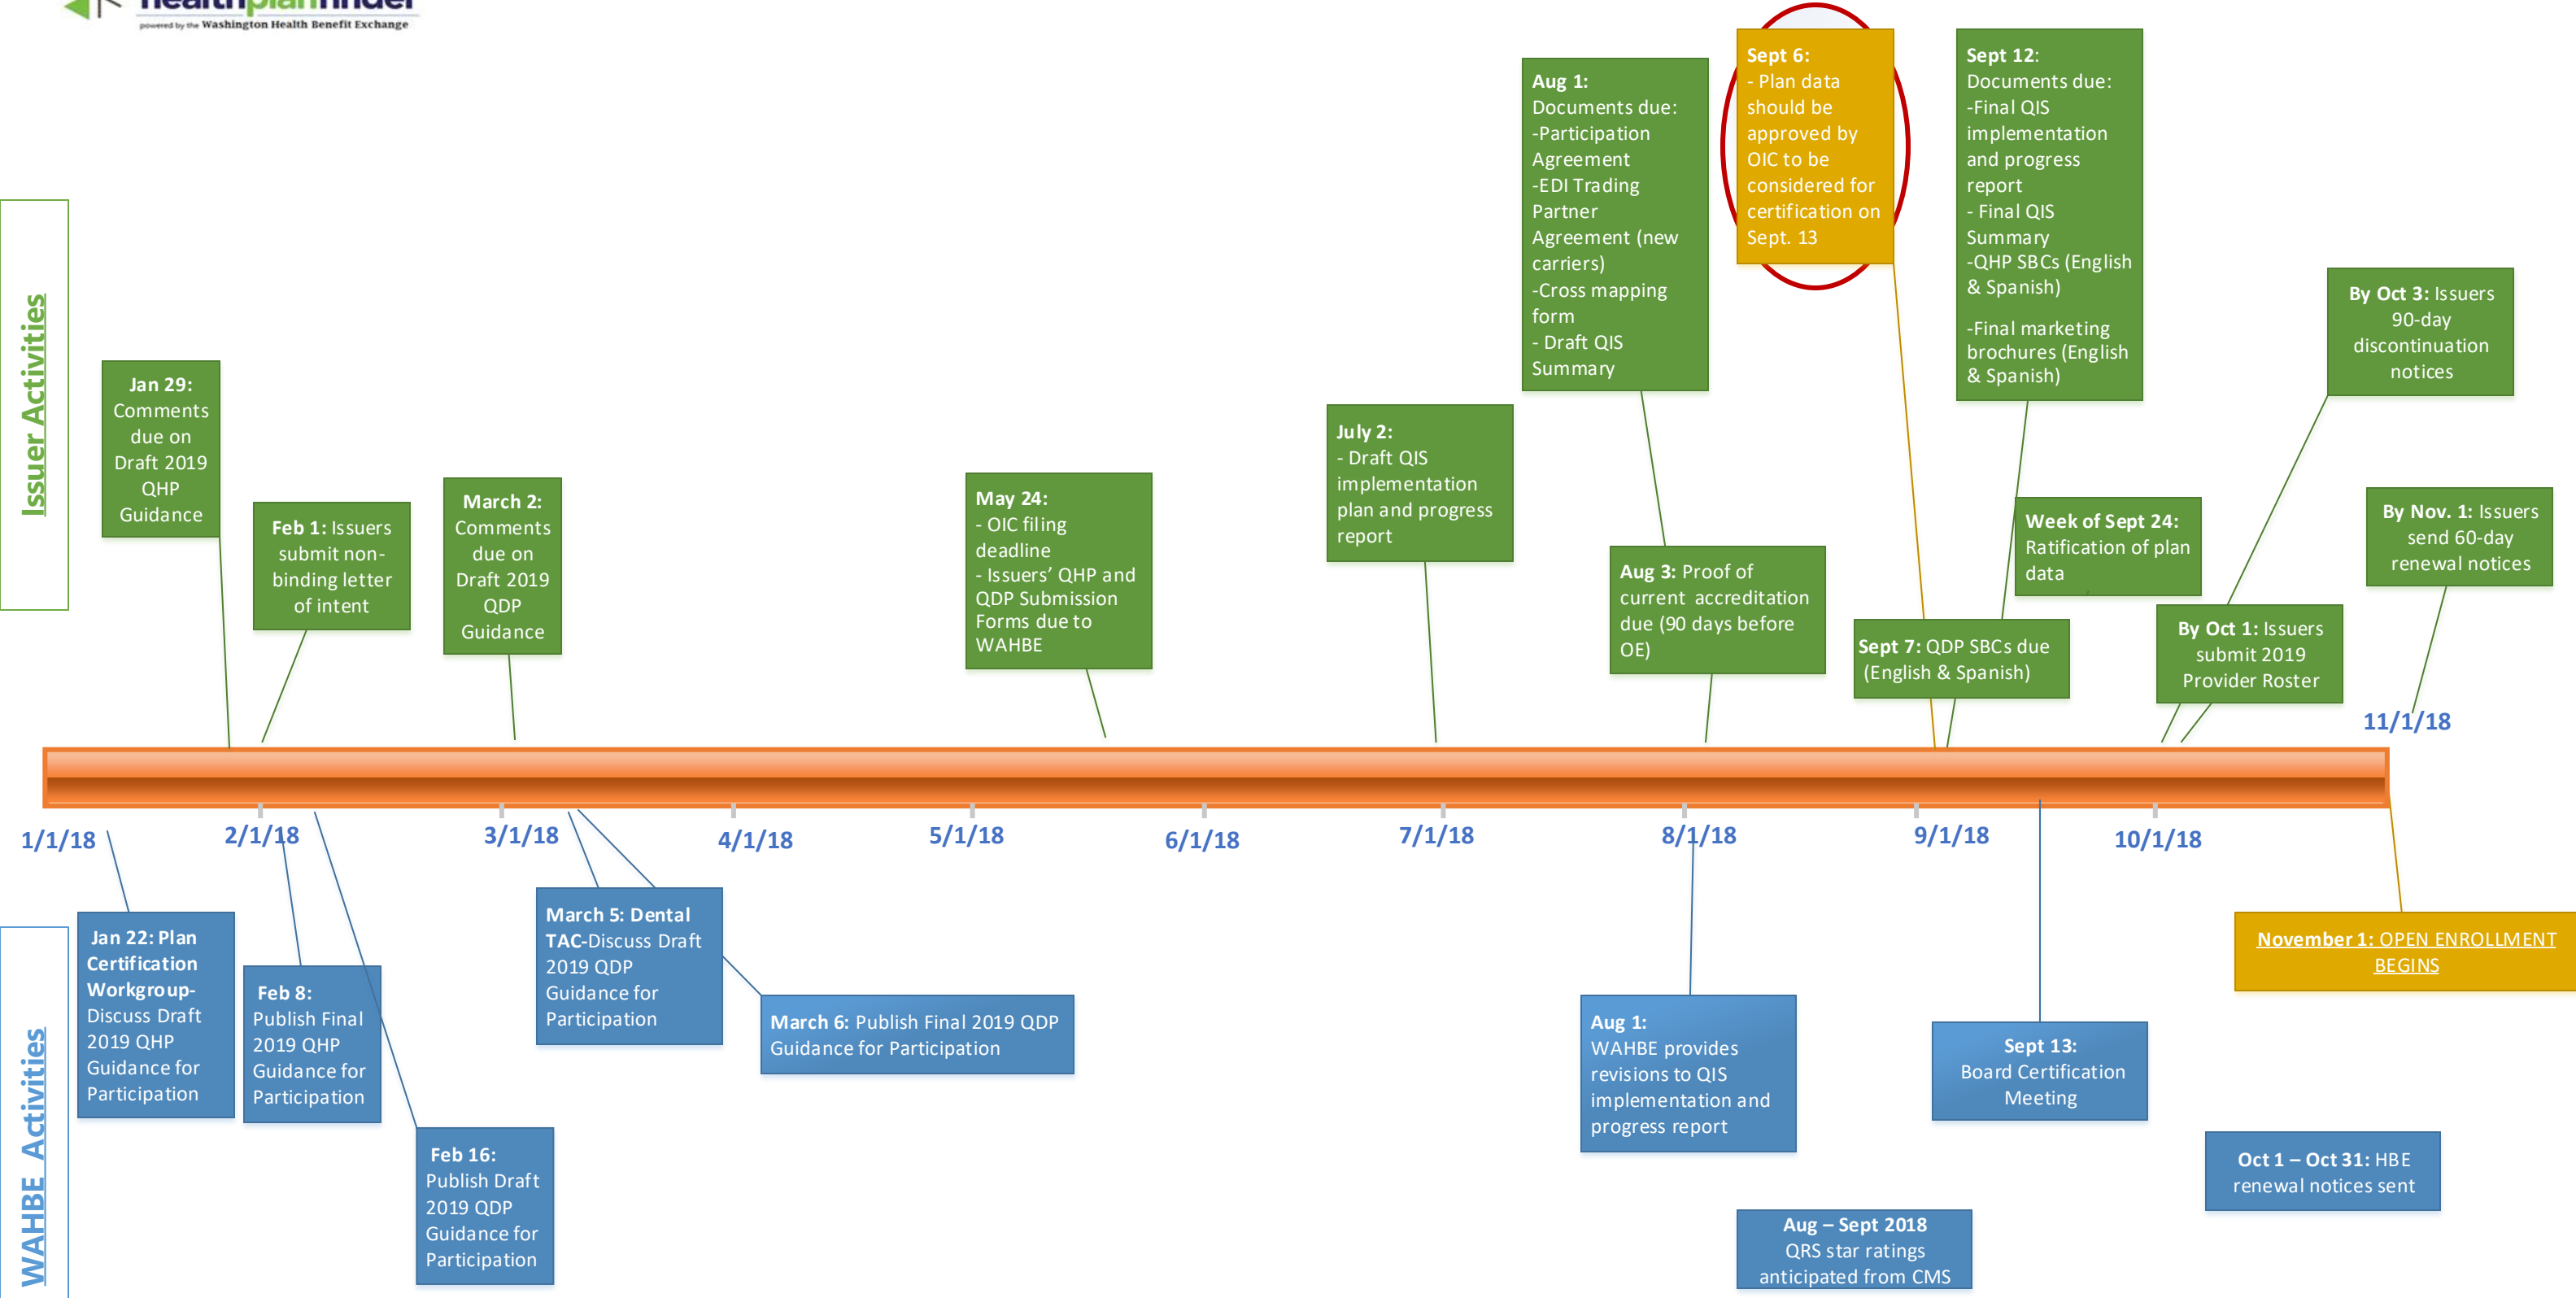 healthplanfinder
powered by the Washington Health Benefit Exchange
Issuer Activities
Jan 29:
Comments
due on
Draft 2019
QHP
Guidance
Feb 1: Issuers
submit non-
binding letter
of intent
March 2:
Comments
due on
Draft 2019
QDP
Guidance
May 24:
- OIC filing
deadline
- Issuers’ QHP and
QDP Submission
Forms due to
WAHBE
July 2:
- Draft QIS
implementation
plan and progress
report
Aug 1:
Documents due:
-Participation
Agreement
-EDI Trading
Partner
Agreement (new
carriers)
-Cross mapping
form
- Draft QIS
Summary
Aug 3: Proof of
current accreditation
due (90 days before
OE)
Sept 6:
- Plan data
should be
approved by
OIC to be
considered for
certification on
Sept. 13
Sept 7: QDP SBCs due
(English & Spanish)
Sept 12:
Documents due:
-Final QIS
implementation
and progress
report
- Final QIS
Summary
-QHP SBCs (English
& Spanish)
-Final marketing
brochures (English
& Spanish)
Week of Sept 24:
Ratification of plan
data
By Oct 1: Issuers
submit 2019
Provider Roster
By Oct 3: Issuers
90-day
discontinuation
notices
By Nov. 1: Issuers
send 60-day
renewal notices
11/1/18
1/1/18
2/1/18
3/1/18
4/1/18
5/1/18
6/1/18
7/1/18
8/1/18
9/1/18
10/1/18
WAHBE Activities
Jan 22: Plan
Certification
Workgroup-
Discuss Draft
2019 QHP
Guidance for
Participation
Feb 8:
Publish Final
2019 QHP
Guidance for
Participation
Feb 16:
Publish Draft
2019 QDP
Guidance for
Participation
March 5: Dental
TAC-Discuss Draft
2019 QDP
Guidance for
Participation
March 6: Publish Final 2019 QDP
Guidance for Participation
Aug 1:
WAHBE provides
revisions to QIS
implementation and
progress report
Aug – Sept 2018
QRS star ratings
anticipated from CMS
Sept 13:
Board Certification
Meeting
Oct 1 – Oct 31: HBE
renewal notices sent
November 1: OPEN ENROLLMENT
BEGINS